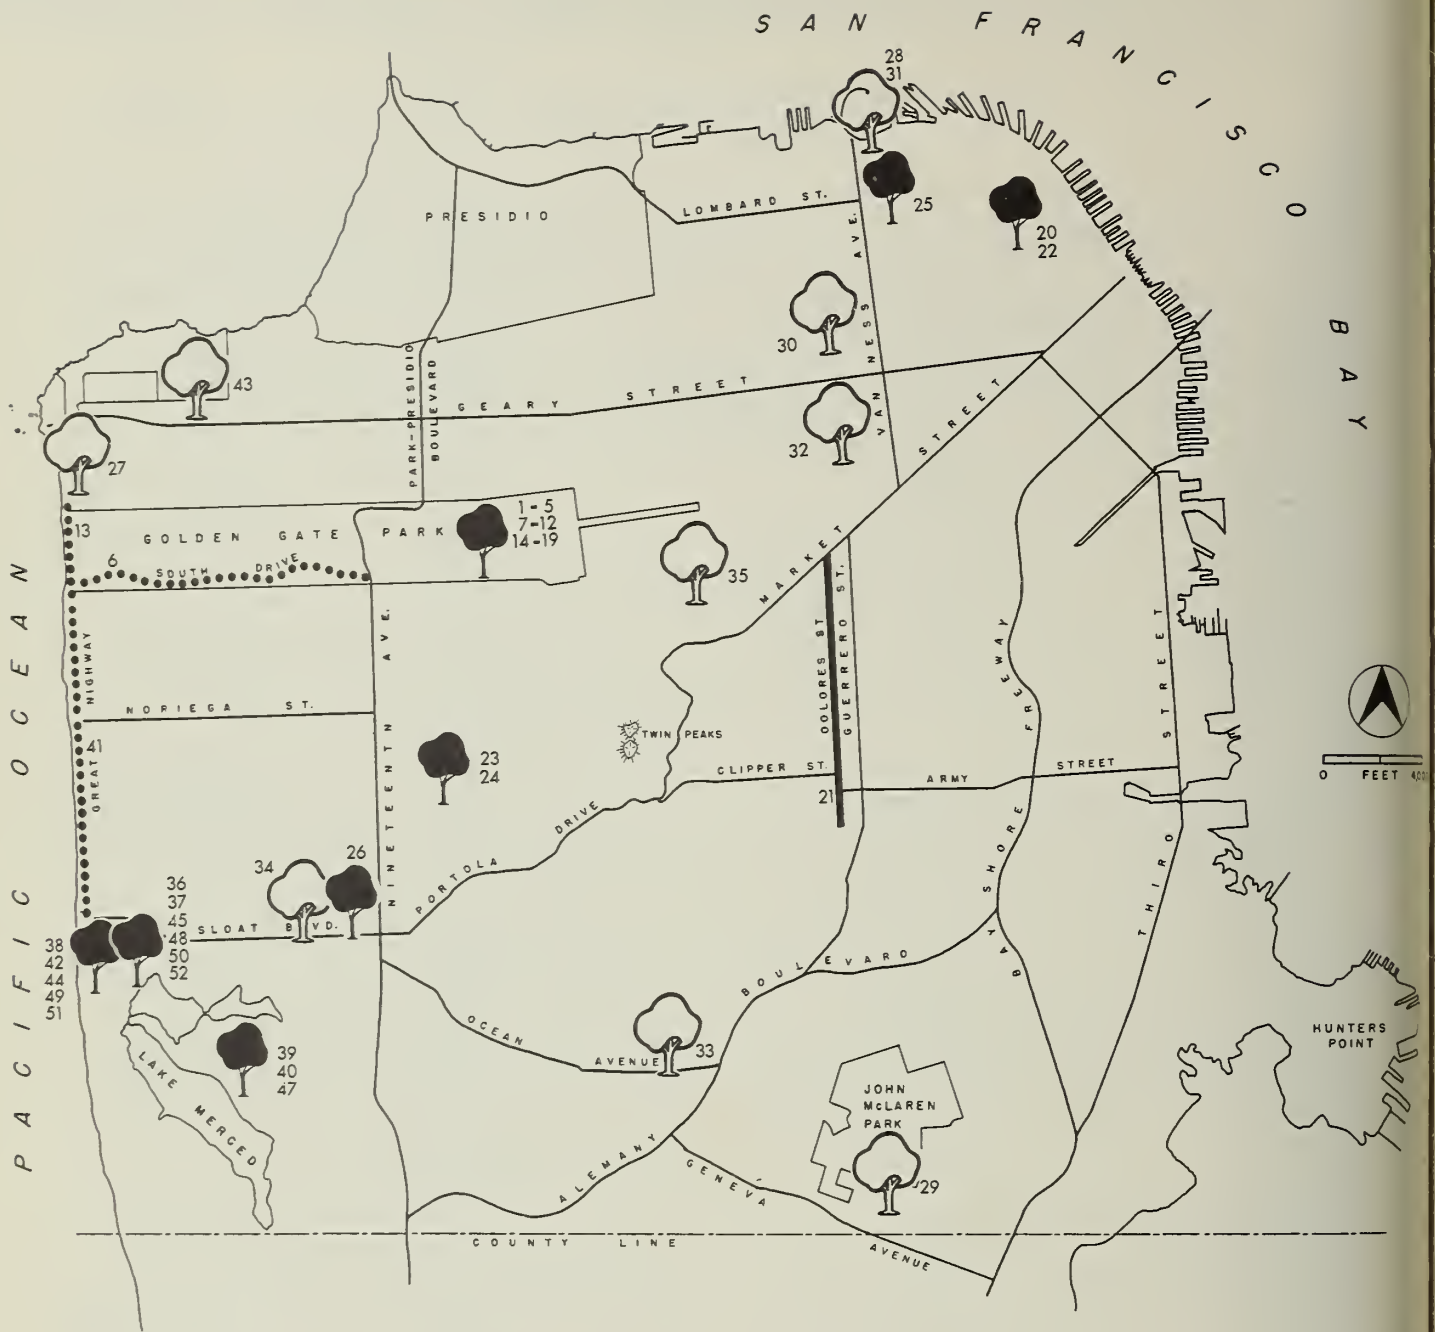 SAN FRANCISCO BAY
28
31
25
20
22
PRESIDIO
LOMBARD ST.
VAN NESS AVE.
30
43
PARK-PRESIDIO
BOULEVARD
GEARY STREET
32
27
MARKET STREET
13
GOLDEN GATE PARK
1-5
7-12
14-19
6
SOUTH DRIVE
35
PACIFIC OCEAN
GREAT HIGHWAY
NINETEENTH AVE.
DOLORES ST.
GUERRERO ST.
BAY SHORE FREEWAY
THIRD STREET
NORIEGA ST.
41
23
24
TWIN PEAKS
CLIPPER ST.
21
ARMY STREET
0 FEET 4,00
PORTOLA DRIVE
34
26
36
37
45
48
50
52
SLOAT BLVD.
38
42
44
49
51
LAKE MERCED
39
40
47
OCEAN AVENUE
33
ALEMANY BOULEVARD
BAY
HUNTERS
POINT
JOHN
McLAREN
PARK
29
GENEVA AVENUE
COUNTY LINE